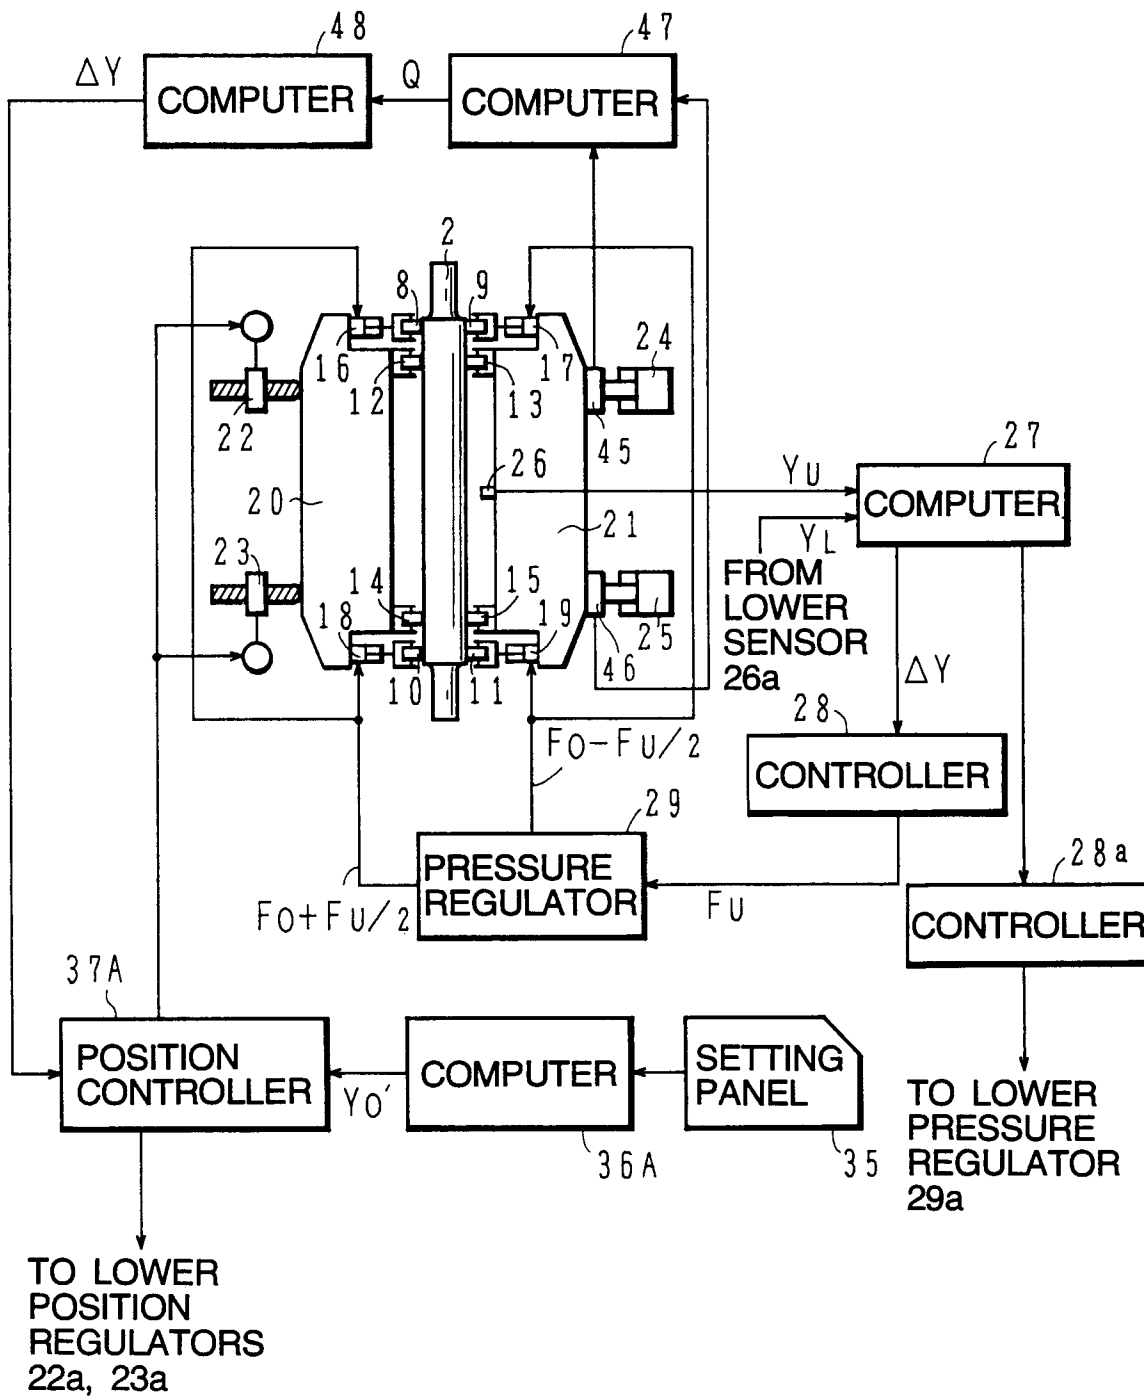 48
47
ΔY
COMPUTER
Q
COMPUTER
2
8
9
16
12
17
13
24
22
45
26
YU
27
COMPUTER
20
21
YL
FROM
LOWER
SENSOR
26a
23
14
15
18
19
25
10
11
46
ΔY
28
CONTROLLER
FO-FU/2
29
PRESSURE
REGULATOR
FO+FU/2
FU
28a
CONTROLLER
37A
POSITION
CONTROLLER
YO'
COMPUTER
36A
SETTING
PANEL
35
TO LOWER
PRESSURE
REGULATOR
29a
TO LOWER
POSITION
REGULATORS
22a, 23a